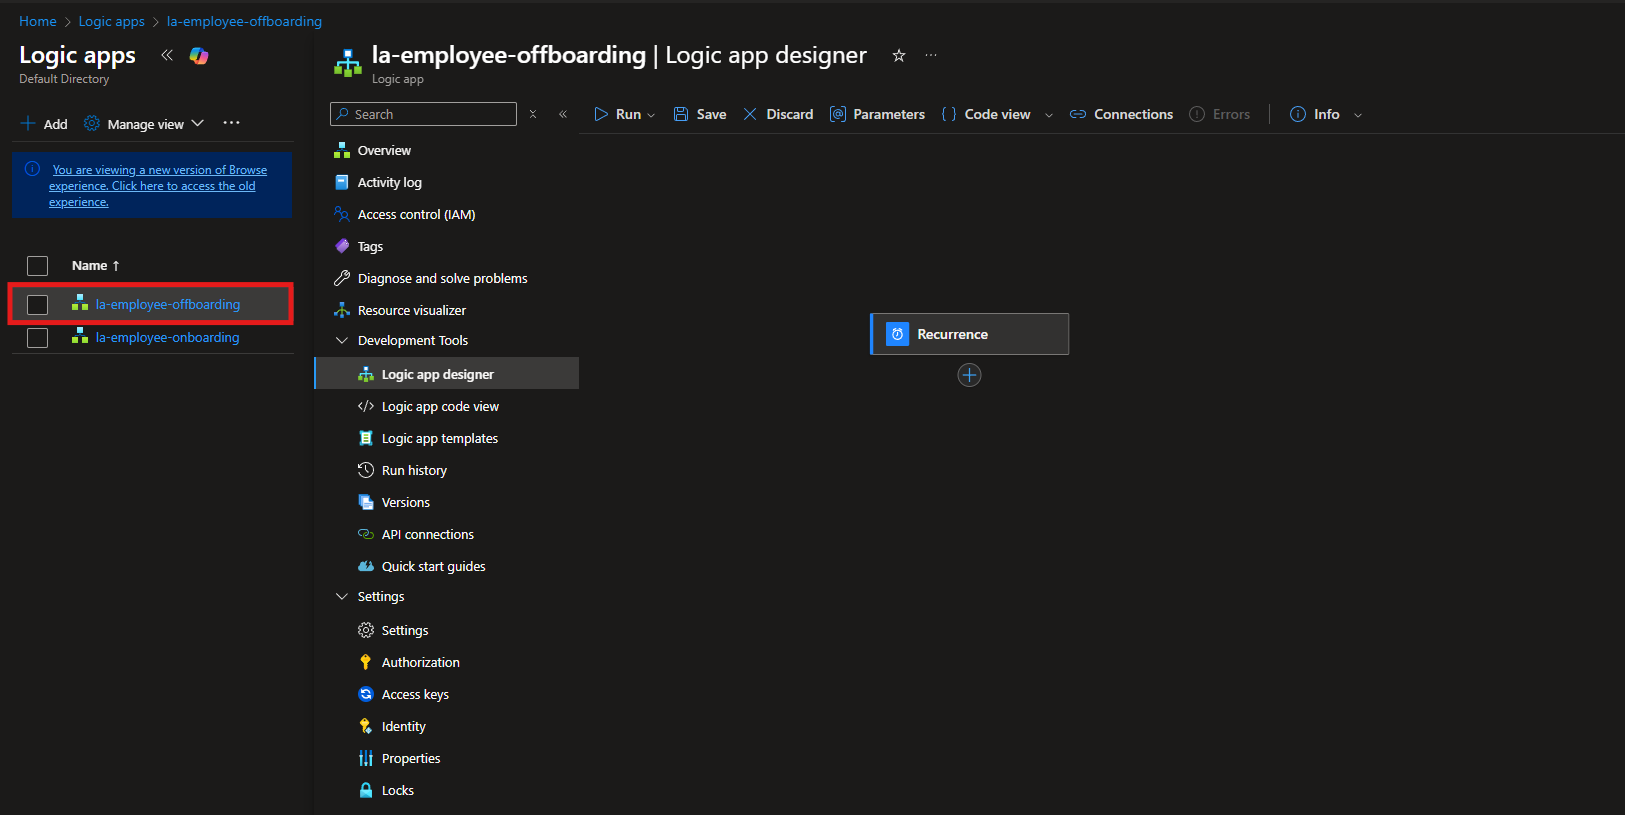 Home > Logic apps > la-employee-offboarding
Logic apps
Default Directory
Add Manage view
You are viewing a new version of Browse
experience. Click here to access the old
experience.
Name ↑
la-employee-offboarding
la-employee-onboarding
la-employee-offboarding | Logic app designer
Logic app
Search
Overview
Activity log
Access control (IAM)
Tags
Diagnose and solve problems
Resource visualizer
Development Tools
Logic app designer
Logic app code view
Logic app templates
Run history
Versions
API connections
Quick start guides
Settings
Settings
Authorization
Access keys
Identity
Properties
Locks
Run Save Discard Parameters Code view Connections Errors Info
Recurrence